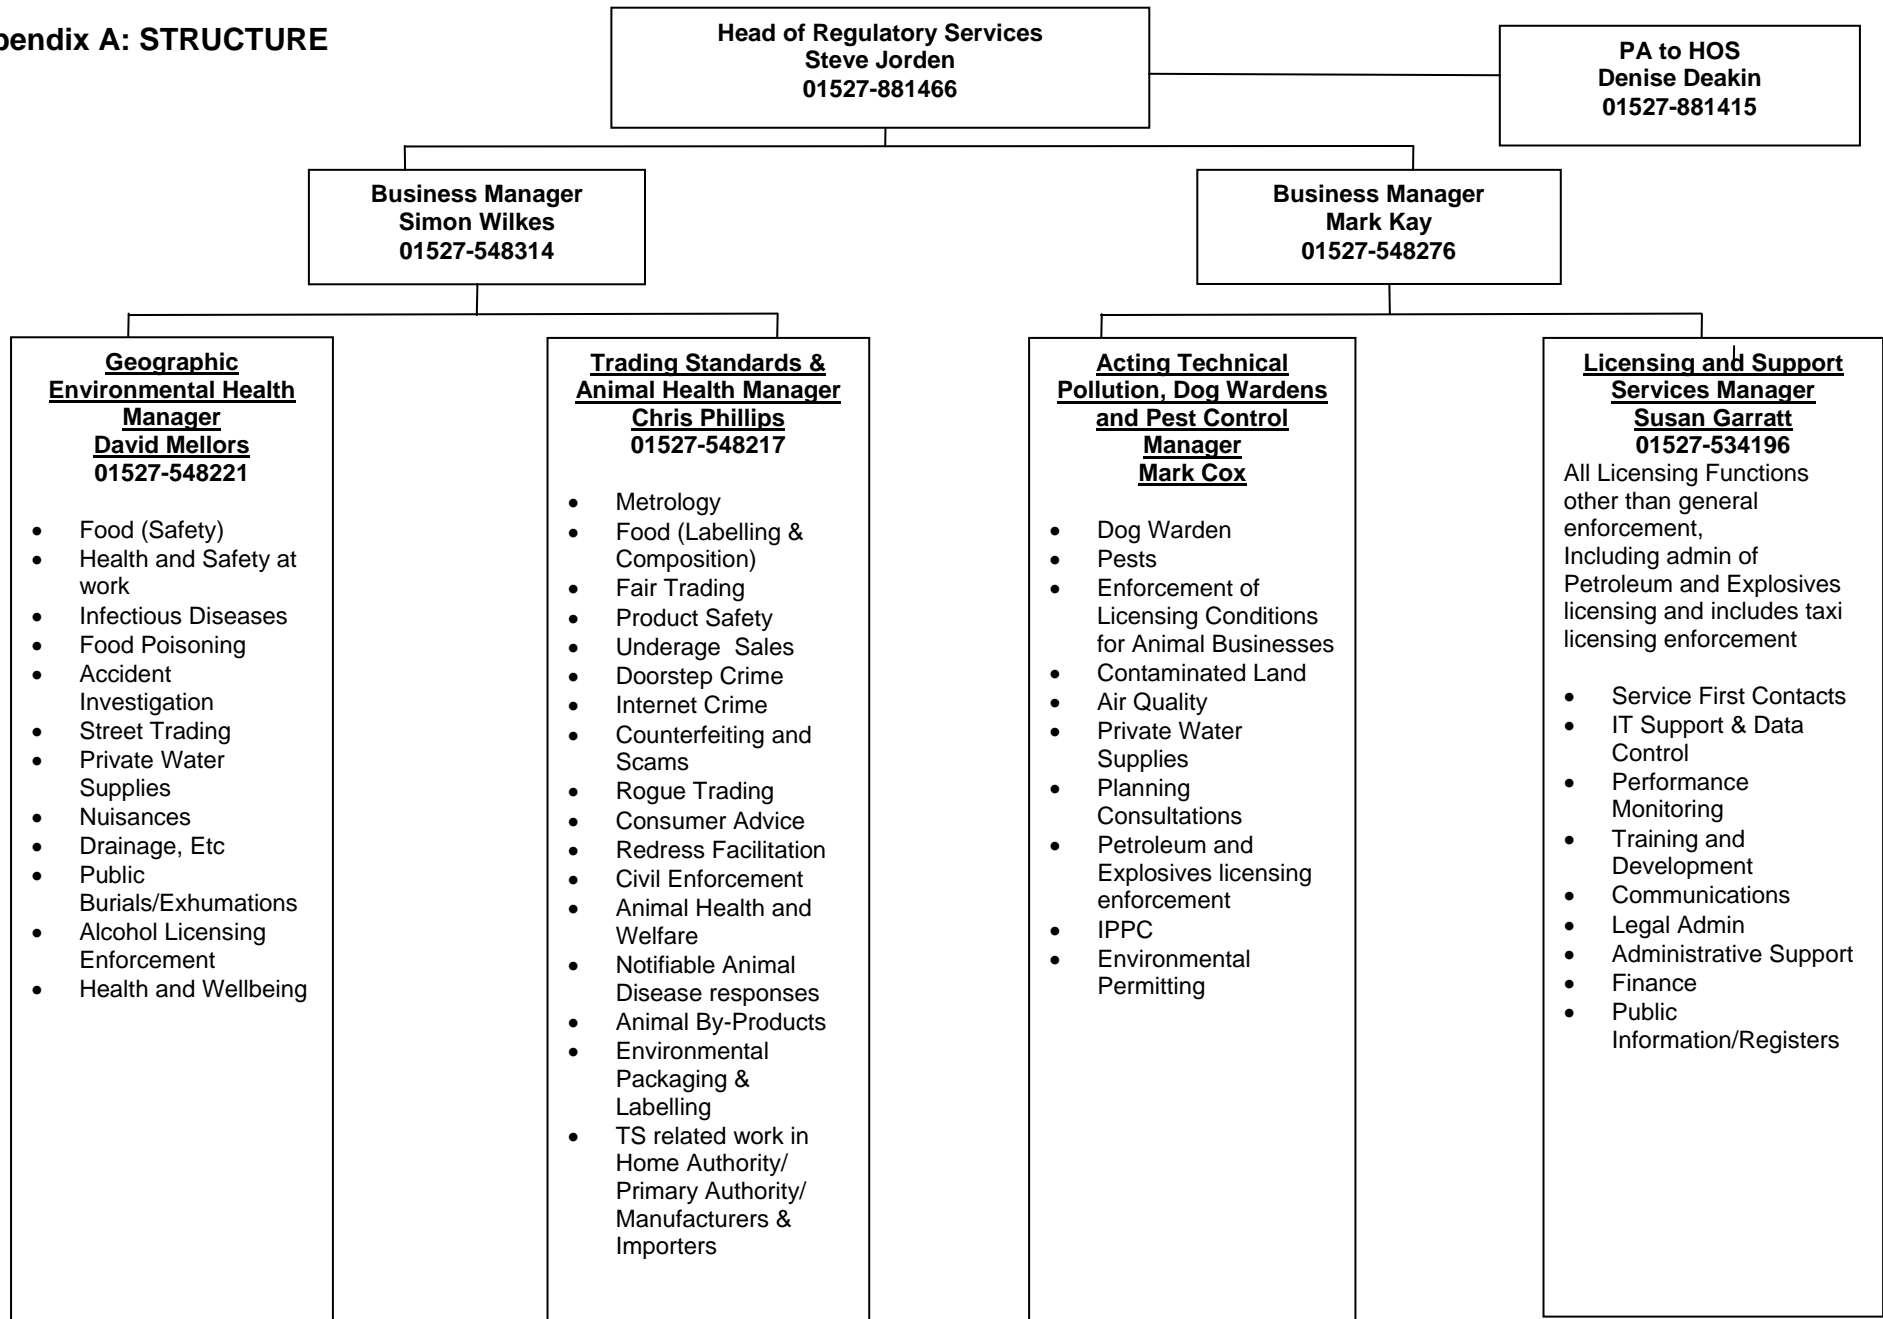 pendix A: STRUCTURE
Head of Regulatory Services
Steve Jorden
01527-881466
PA to HOS
Denise Deakin
01527-881415
Business Manager
Simon Wilkes
01527-548314
Business Manager
Mark Kay
01527-548276
Geographic
Environmental Health
Manager
David Mellors
01527-548221
• Food (Safety)
• Health and Safety at
work
• Infectious Diseases
• Food Poisoning
• Accident
Investigation
• Street Trading
• Private Water
Supplies
• Nuisances
• Drainage, Etc
• Public
Burials/Exhumations
• Alcohol Licensing
Enforcement
• Health and Wellbeing
Trading Standards &
Animal Health Manager
Chris Phillips
01527-548217
• Metrology
• Food (Labelling &
Composition)
• Fair Trading
• Product Safety
• Underage  Sales
• Doorstep Crime
• Internet Crime
• Counterfeiting and
Scams
• Rogue Trading
• Consumer Advice
• Redress Facilitation
• Civil Enforcement
• Animal Health and
Welfare
• Notifiable Animal
Disease responses
• Animal By-Products
• Environmental
Packaging &
Labelling
• TS related work in
Home Authority/
Primary Authority/
Manufacturers &
Importers
Acting Technical
Pollution, Dog Wardens
and Pest Control
Manager
Mark Cox
• Dog Warden
• Pests
• Enforcement of
Licensing Conditions
for Animal Businesses
• Contaminated Land
• Air Quality
• Private Water
Supplies
• Planning
Consultations
• Petroleum and
Explosives licensing
enforcement
• IPPC
• Environmental
Permitting
Licensing and Support
Services Manager
Susan Garratt
01527-534196
All Licensing Functions
other than general
enforcement,
Including admin of
Petroleum and Explosives
licensing and includes taxi
licensing enforcement
• Service First Contacts
• IT Support & Data
Control
• Performance
Monitoring
• Training and
Development
• Communications
• Legal Admin
• Administrative Support
• Finance
• Public
Information/Registers